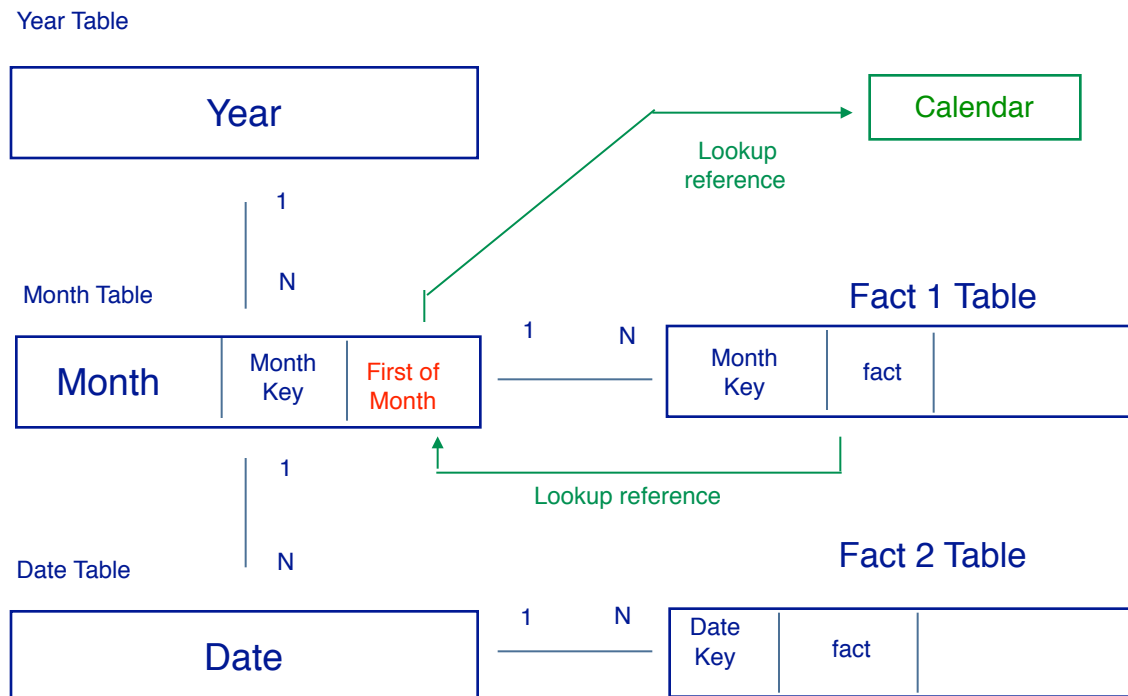 Year Table
Year
Calendar
Lookup
reference
1
N
Month Table
Fact 1 Table
Month
Month
Key
First of
Month
1
N
Month
Key
fact
Lookup reference
1
N
Date Table
Fact 2 Table
Date
1
N
Date
Key
fact